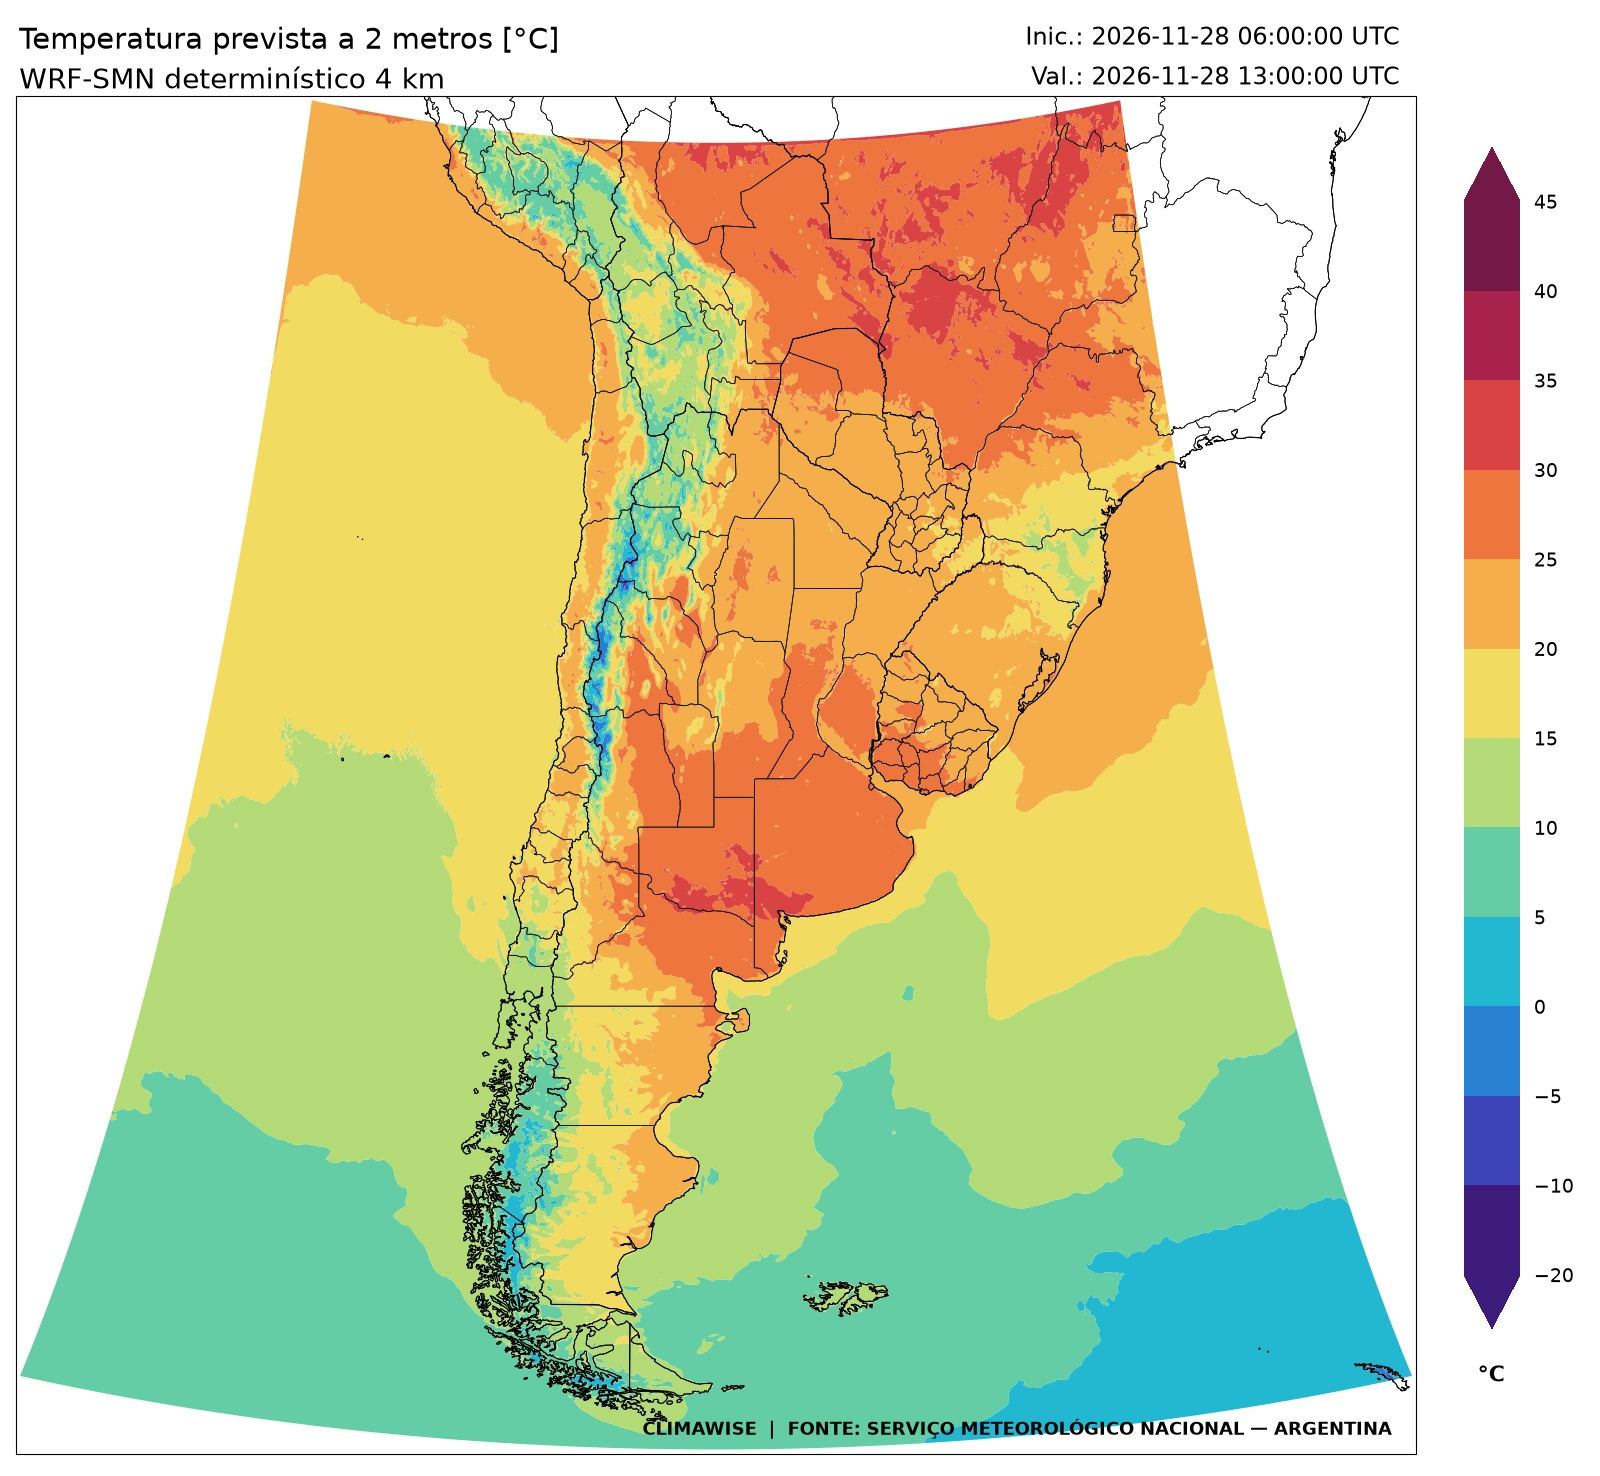 Temperatura prevista a 2 metros [°C]
WRF-SMN determinístico 4 km
Inic.: 2026-11-28 06:00:00 UTC
Val.: 2026-11-28 13:00:00 UTC
45
40
35
30
25
20
15
10
5
0
−5
−10
−20
°C
CLIMAWISE | FONTE: SERVIÇO METEOROLÓGICO NACIONAL — ARGENTINA